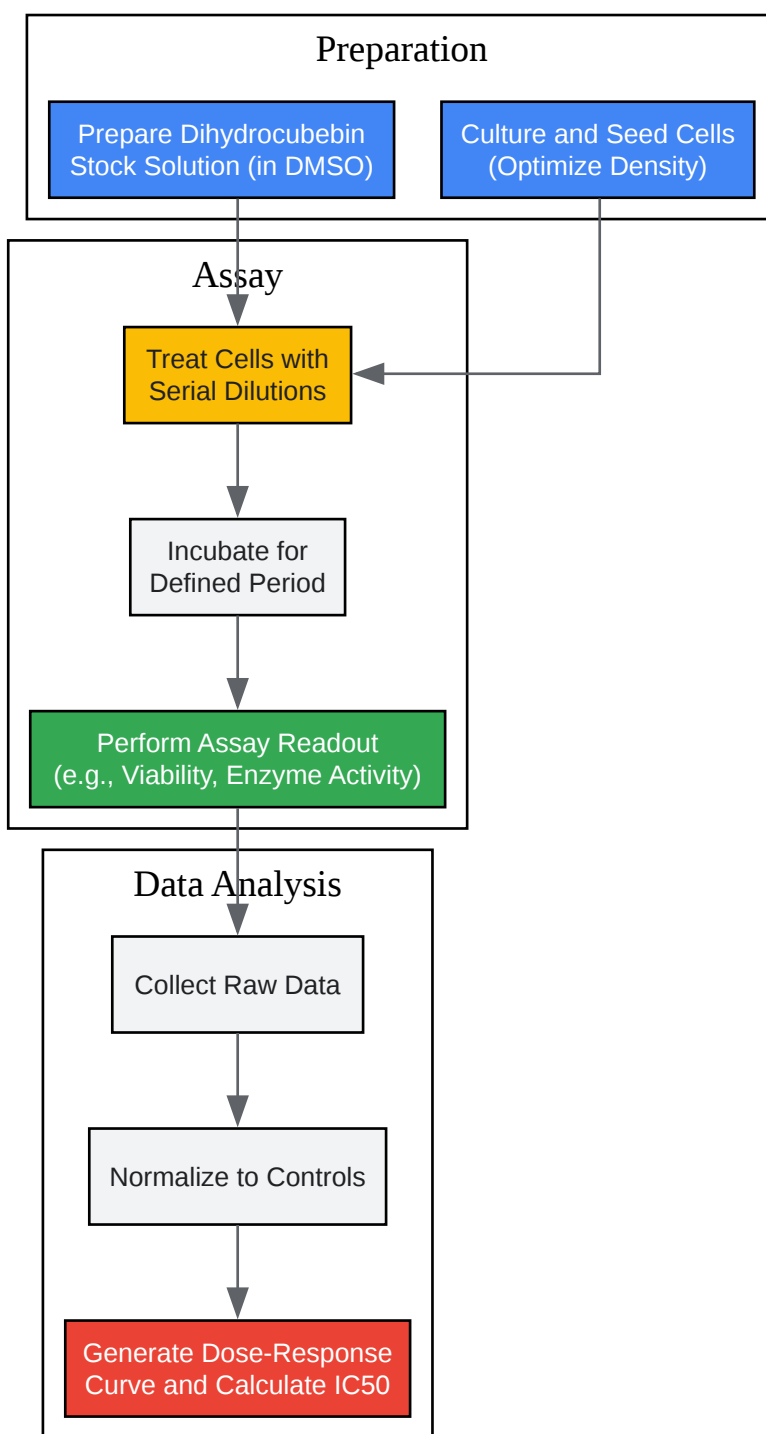 Preparation
Prepare Dihydrocubebin
Stock Solution (in DMSO)
Culture and Seed Cells
(Optimize Density)
Assay
Treat Cells with
Serial Dilutions
Incubate for
Defined Period
Perform Assay Readout
(e.g., Viability, Enzyme Activity)
Data Analysis
Collect Raw Data
Normalize to Controls
Generate Dose-Response
Curve and Calculate IC50